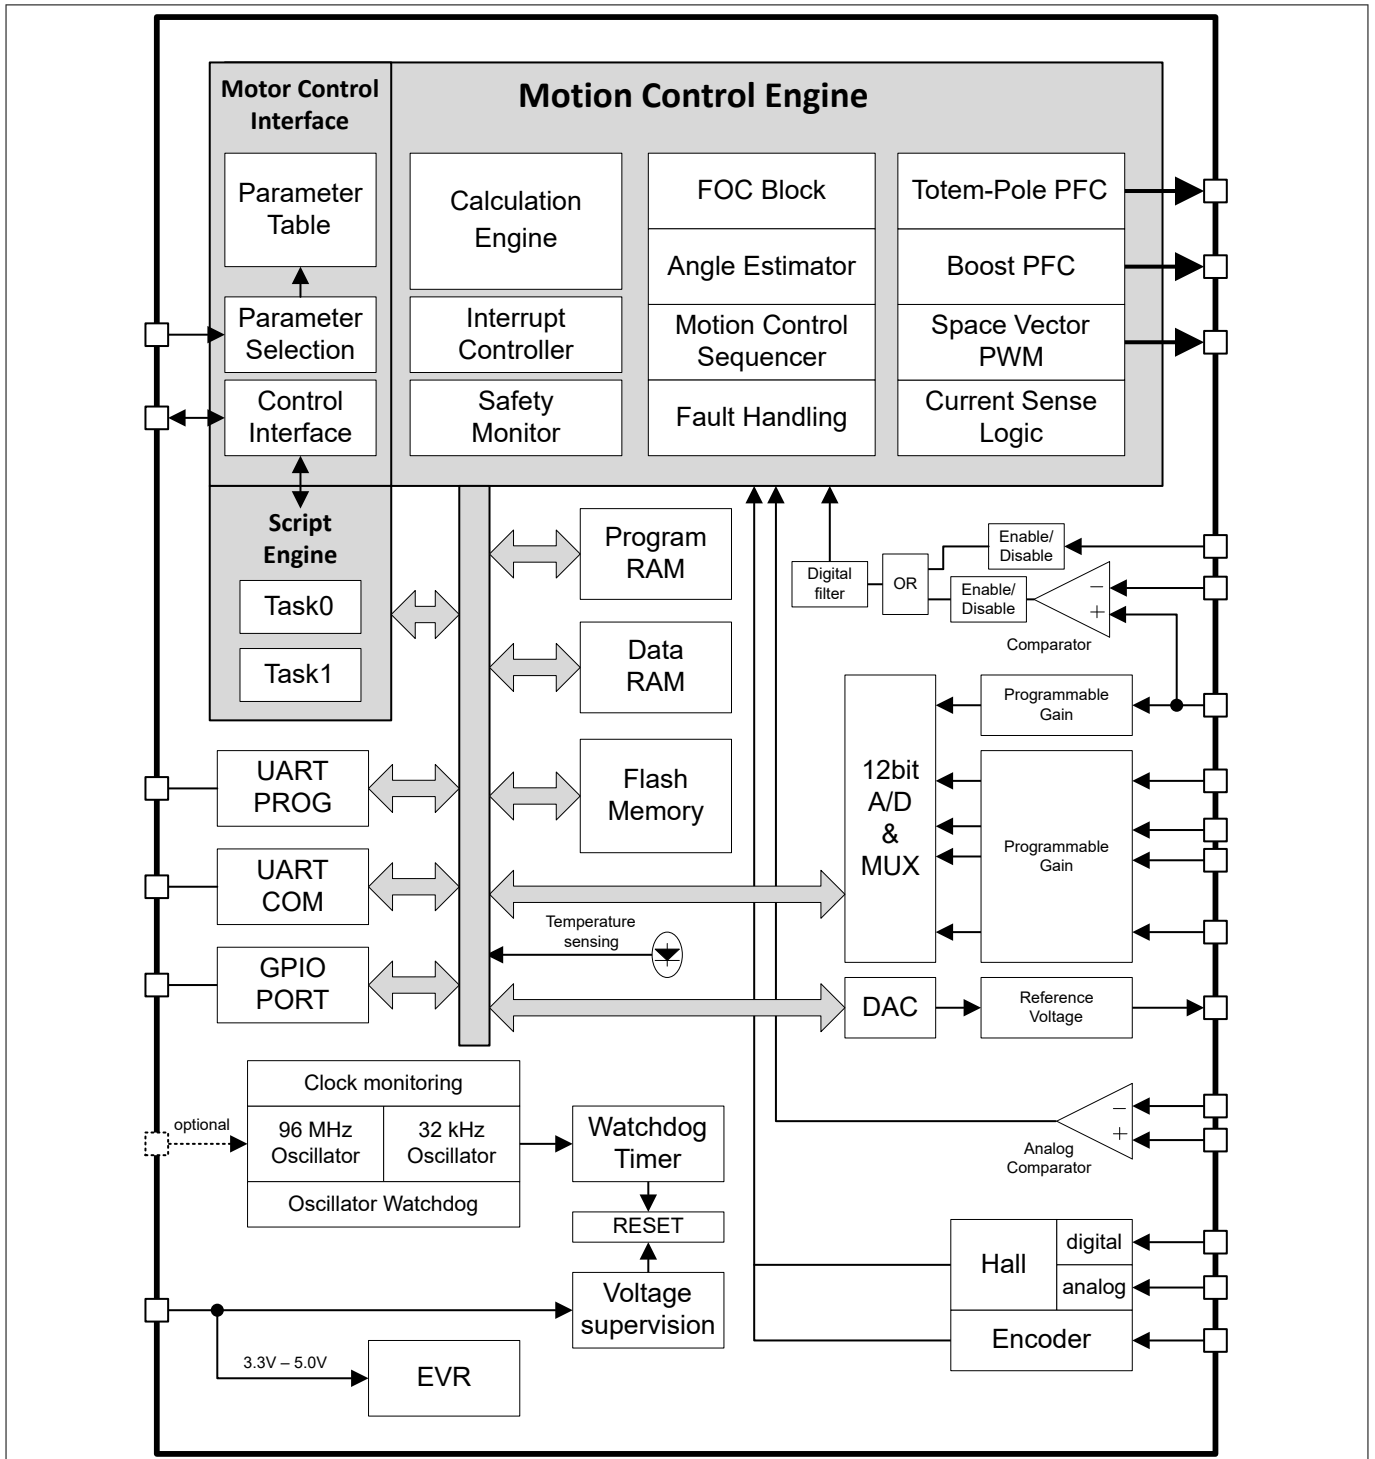 Motor Control
Interface
Motion Control Engine
Parameter
Table
Parameter
Selection
Control
Interface
Calculation
Engine
Interrupt
Controller
Safety
Monitor
FOC Block
Angle Estimator
Motion Control
Sequencer
Fault Handling
Totem-Pole PFC
Boost PFC
Space Vector
PWM
Current Sense
Logic
Script
Engine
Task0
Task1
Program
RAM
Data
RAM
Flash
Memory
Digital
filter
OR
Enable/
Disable
Enable/
Disable
−
+
Comparator
Programmable
Gain
12bit
A/D
&
MUX
Programmable
Gain
UART
PROG
UART
COM
GPIO
PORT
Temperature
sensing
DAC
Reference
Voltage
Clock monitoring
optional
96 MHz
Oscillator
32 kHz
Oscillator
Oscillator Watchdog
Watchdog
Timer
RESET
Voltage
supervision
3.3V – 5.0V
EVR
−
+
Analog
Comparator
Hall
digital
analog
Encoder